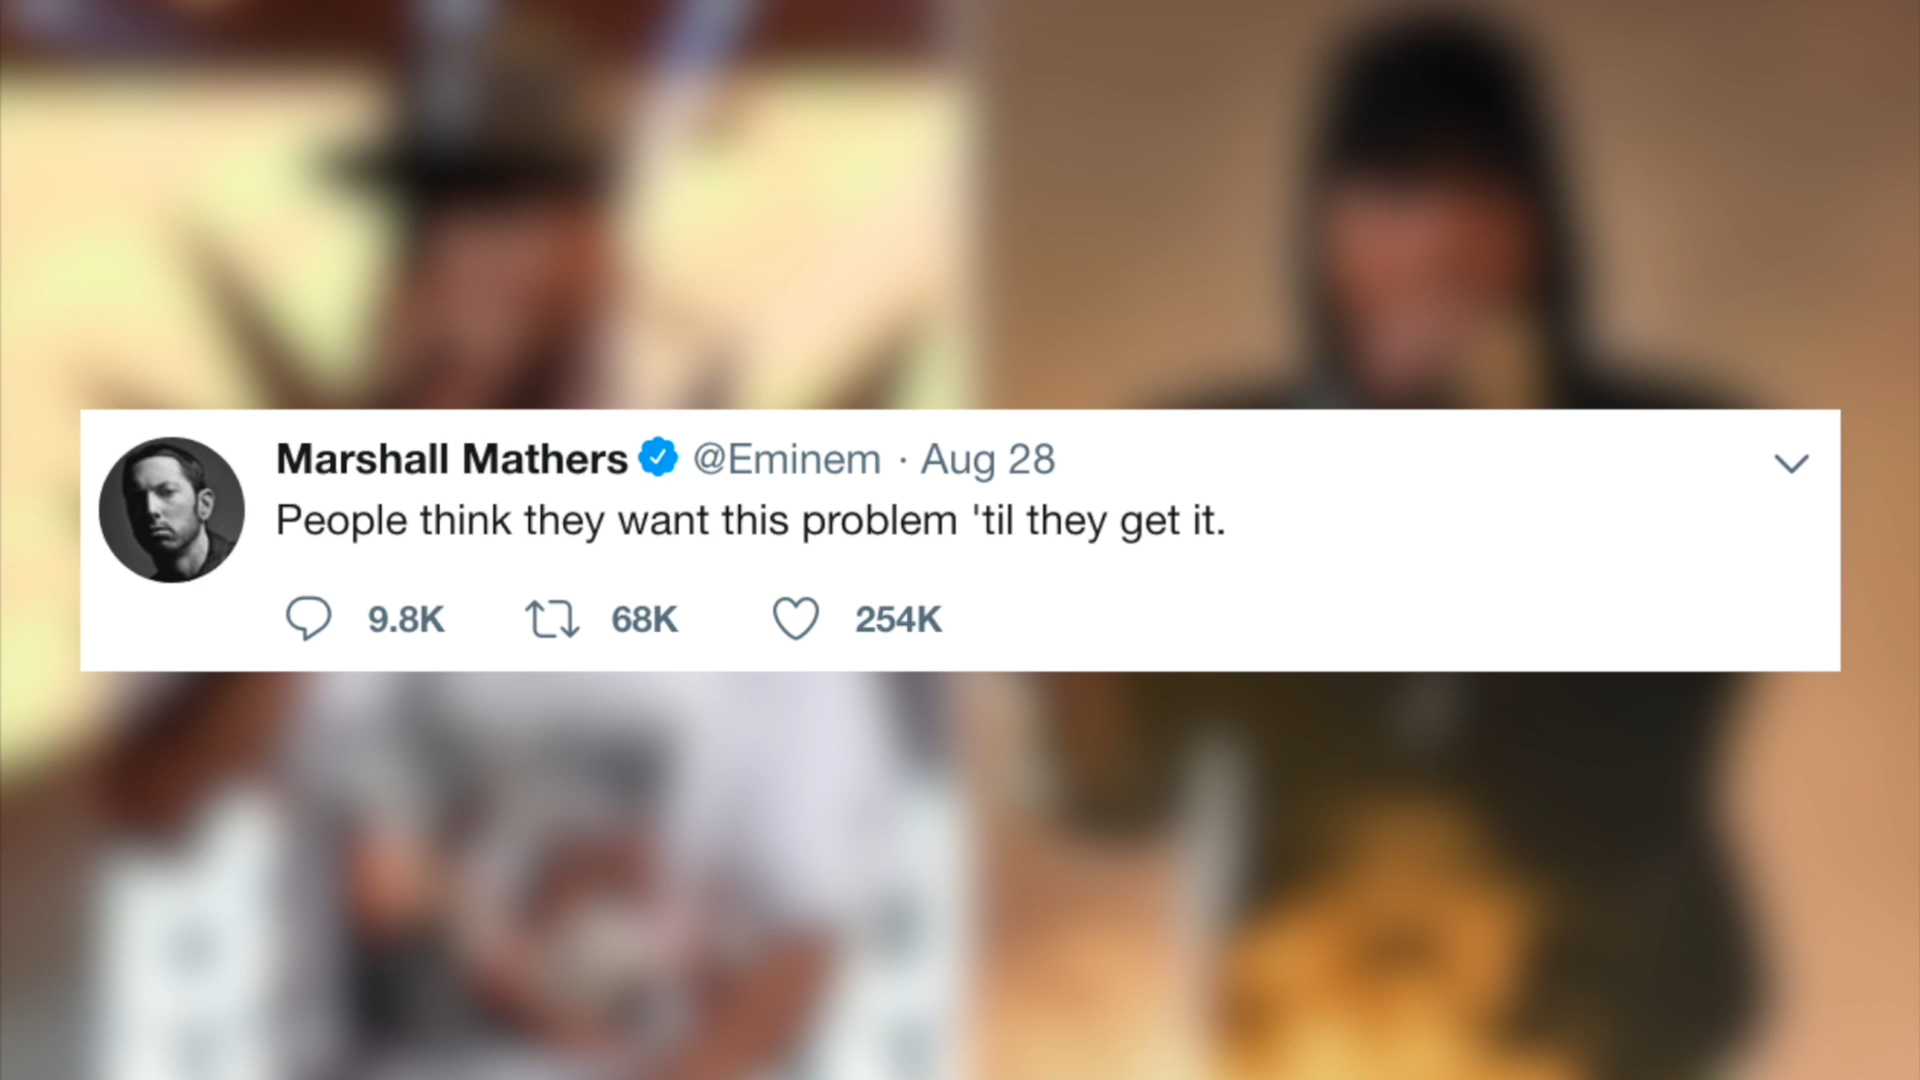 Marshall Mathers @Eminem · Aug 28
People think they want this problem 'til they get it.
9.8K 68K 254K